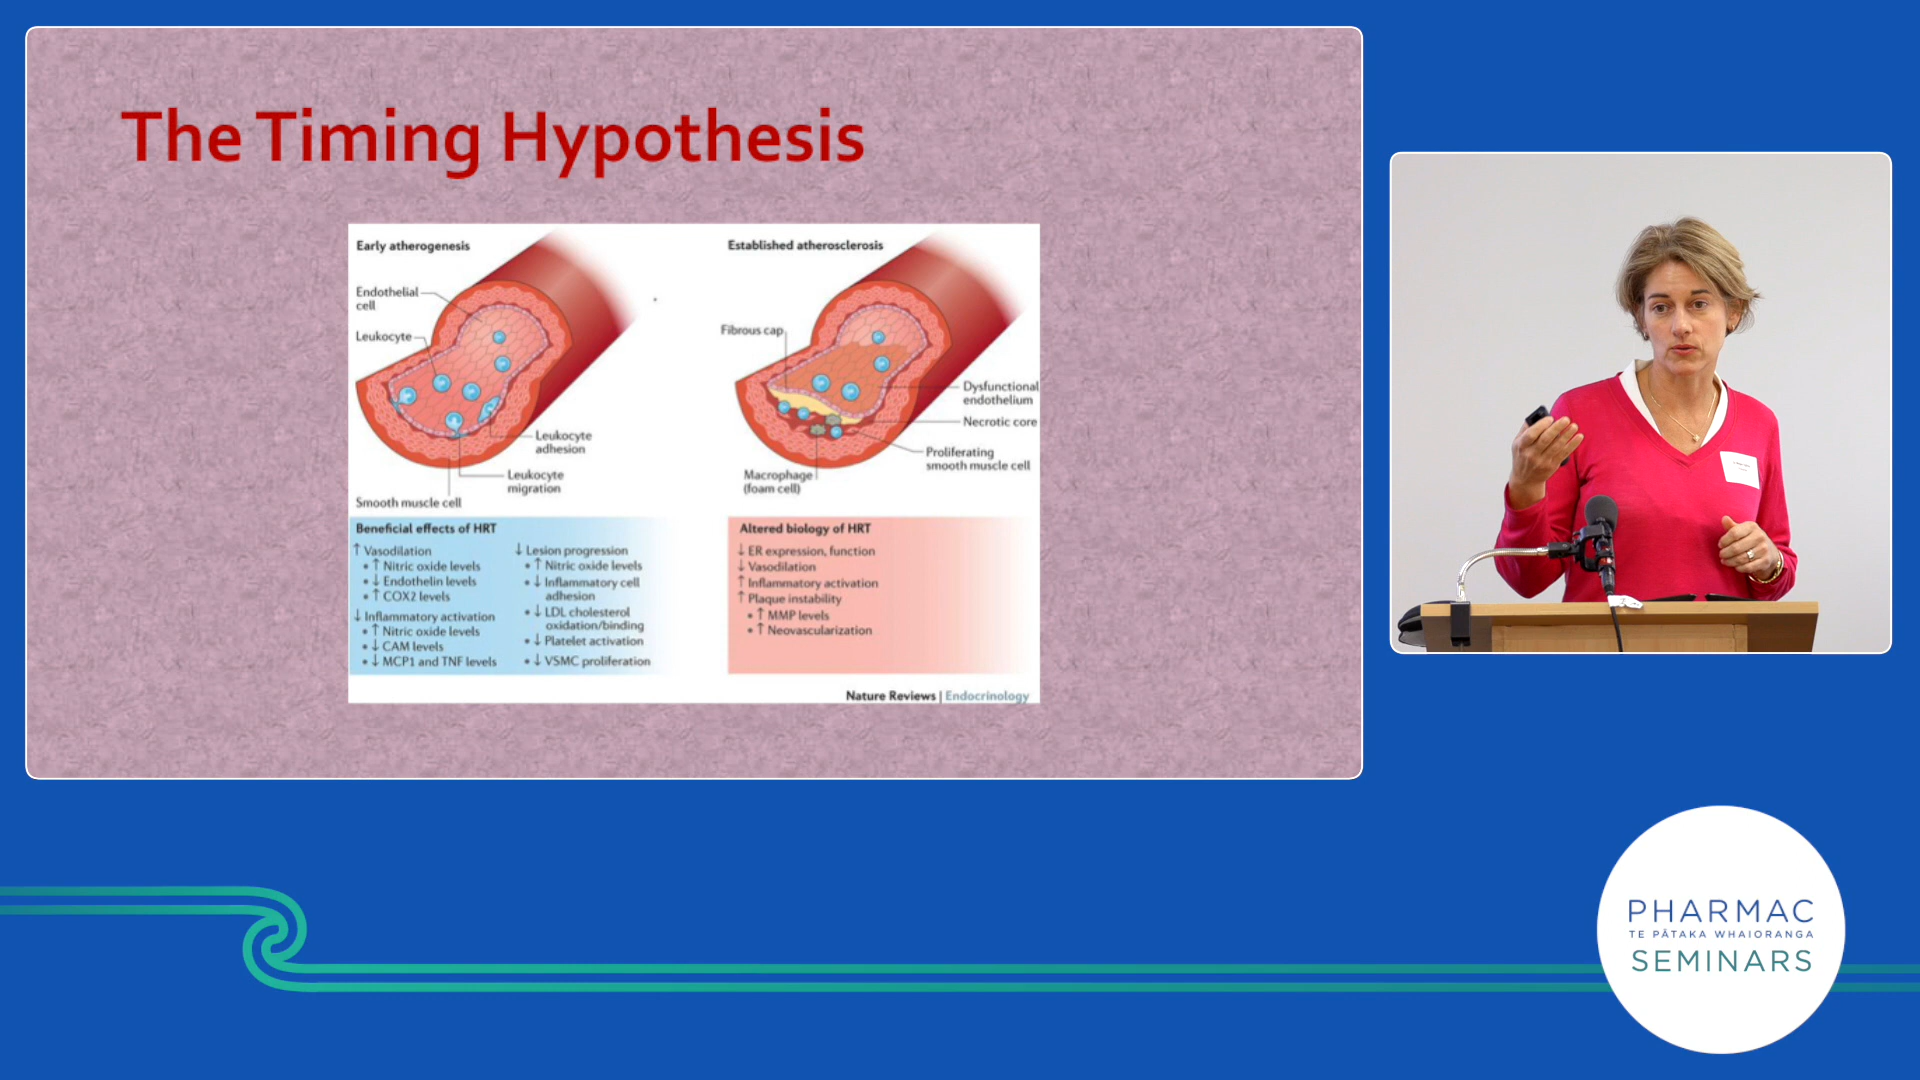 The Timing Hypothesis
Early atherogenesis
Endothelial
cell
Leukocyte
Leukocyte
adhesion
Leukocyte
migration
Smooth muscle cell
Established atherosclerosis
Fibrous cap
Dysfunctional
endothelium
Necrotic core
Proliferating
smooth muscle cell
Macrophage
(foam cell)
Beneficial effects of HRT
↑ Vasodilation
• ↑ Nitric oxide levels
• ↓ Endothelin levels
• ↑ COX2 levels
↓ Inflammatory activation
• ↑ Nitric oxide levels
• ↓ CAM levels
• ↓ MCP1 and TNF levels
↓ Lesion progression
• ↑ Nitric oxide levels
• ↓ Inflammatory cell
adhesion
• ↓ LDL cholesterol
oxidation/binding
• ↓ Platelet activation
• ↓ VSMC proliferation
Altered biology of HRT
↓ ER expression, function
↓ Vasodilation
↑ Inflammatory activation
↑ Plaque instability
• ↑ MMP levels
• ↑ Neovascularization
Nature Reviews | Endocrinology
PHARMAC
TE PĀTAKA WHAIORANGA
SEMINARS